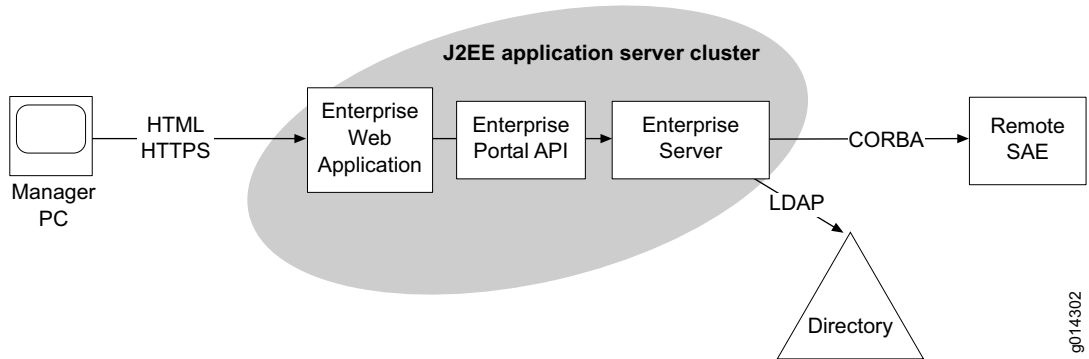 J2EE application server cluster
Manager
PC
HTML
HTTPS
Enterprise
Web
Application
Enterprise
Portal API
Enterprise
Server
CORBA
Remote
SAE
LDAP
Directory
g014302